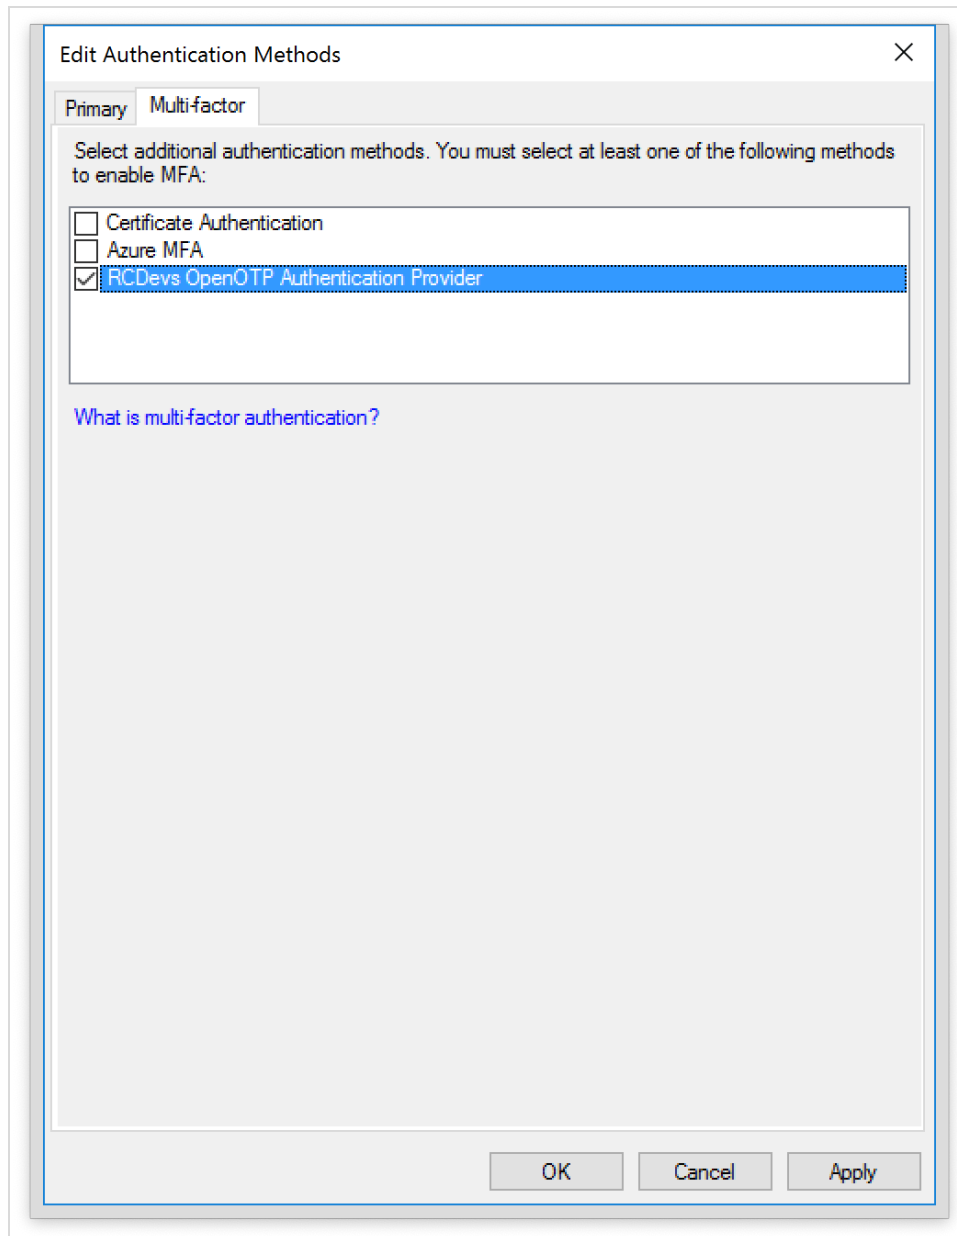 Edit Authentication Methods
Primary
Multi-factor
Select additional authentication methods. You must select at least one of the following methods
to enable MFA:
Certificate Authentication
Azure MFA
RCDevs OpenOTP Authentication Provider
What is multi-factor authentication?
OK
Cancel
Apply